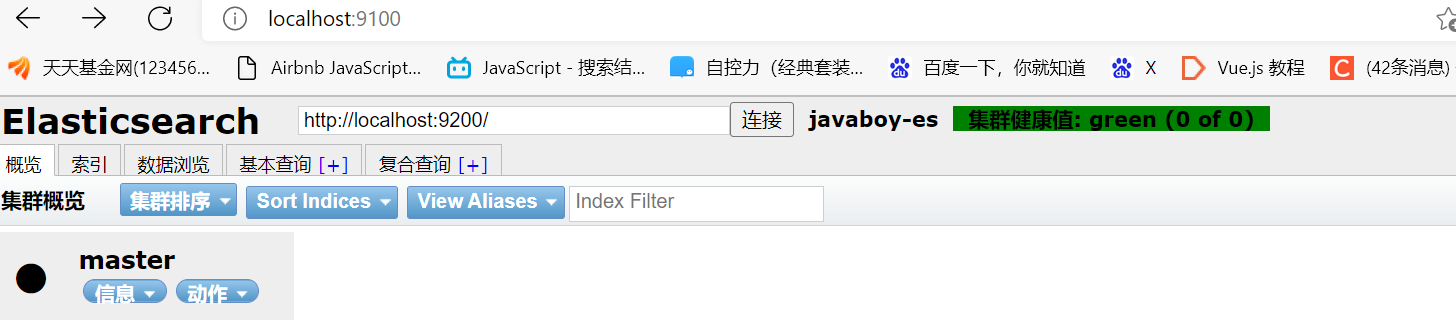 localhost:9100
天天基金网(123456... Airbnb JavaScript... JavaScript - 搜索结... 自控力（经典套装... 百度一下，你就知道 X Vue.js 教程 (42条消息)
Elasticsearch http://localhost:9200/ 连接 javaboy-es 集群健康值: green (0 of 0)
概览 索引 数据浏览 基本查询 [+] 复合查询 [+]
集群概览 集群排序 Sort Indices View Aliases Index Filter
master
信息 动作